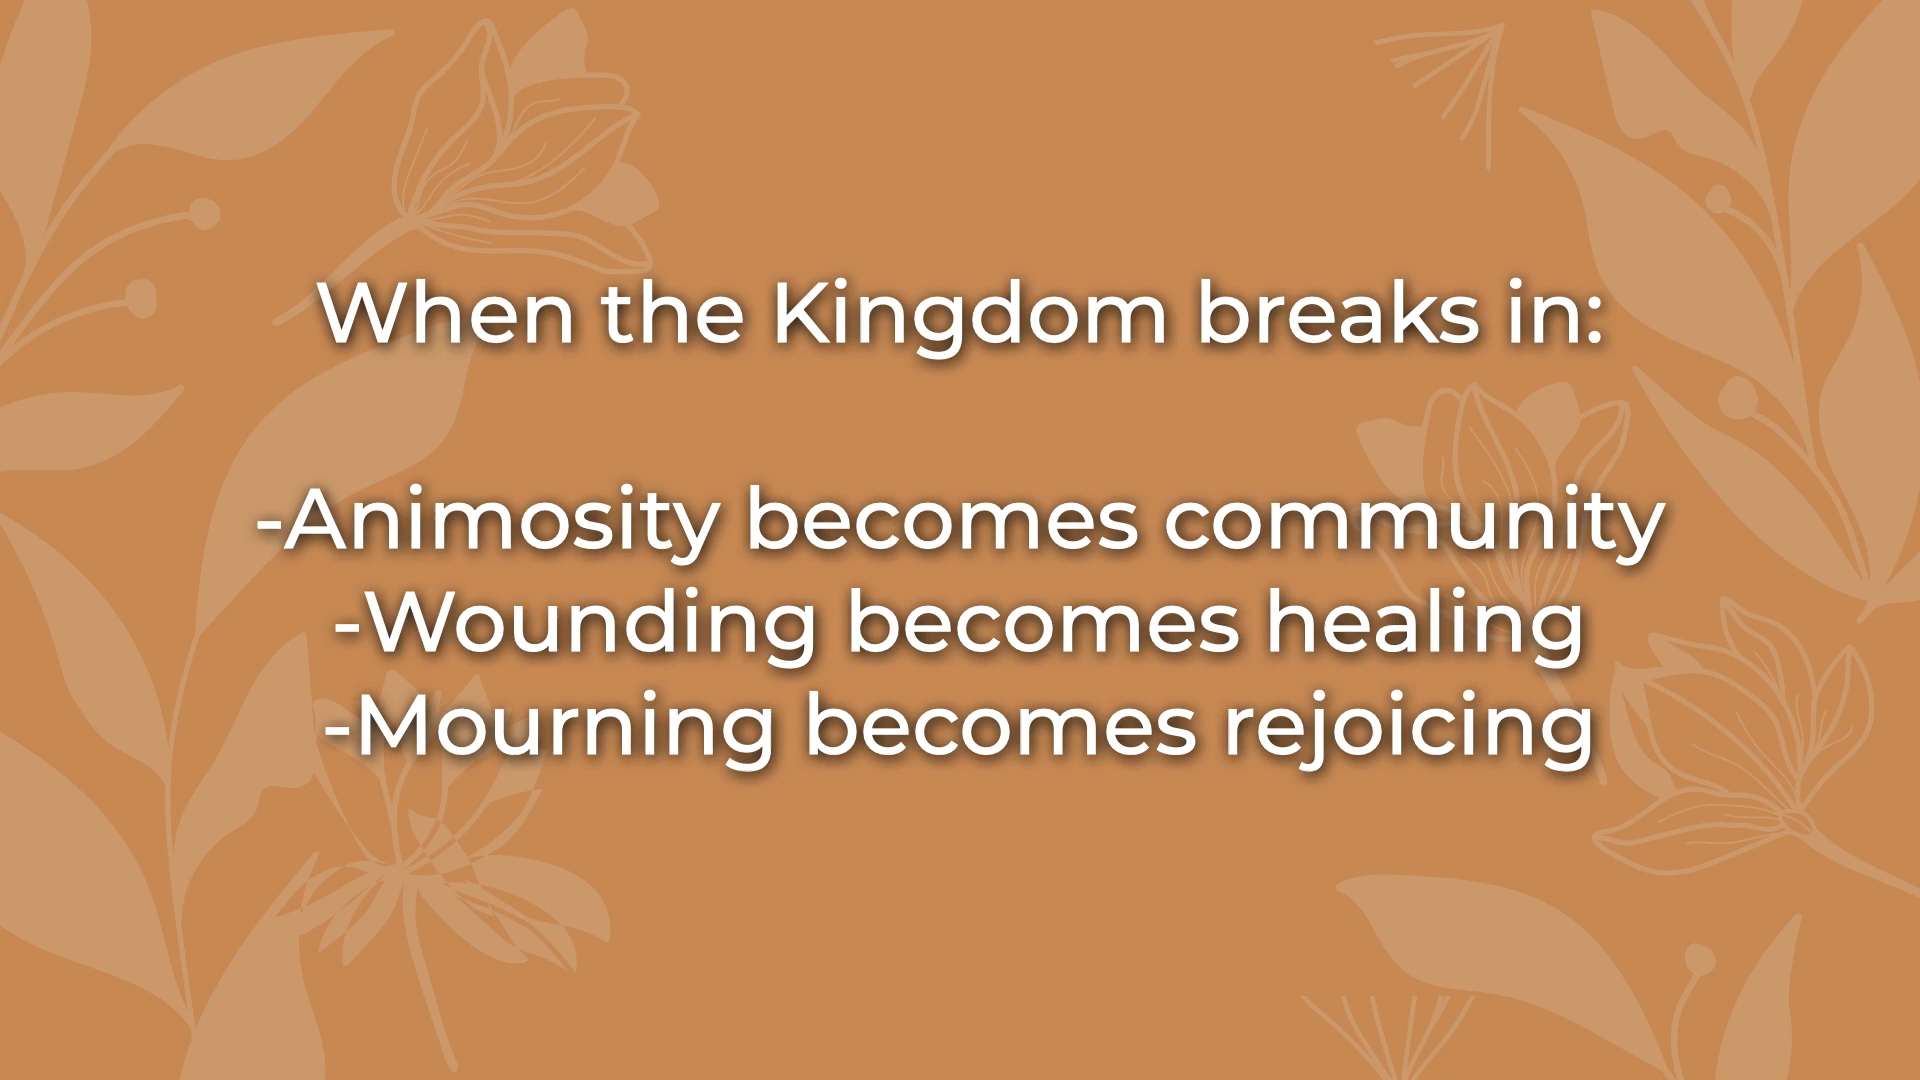 When the Kingdom breaks in:
-Animosity becomes community
-Wounding becomes healing
-Mourning becomes rejoicing